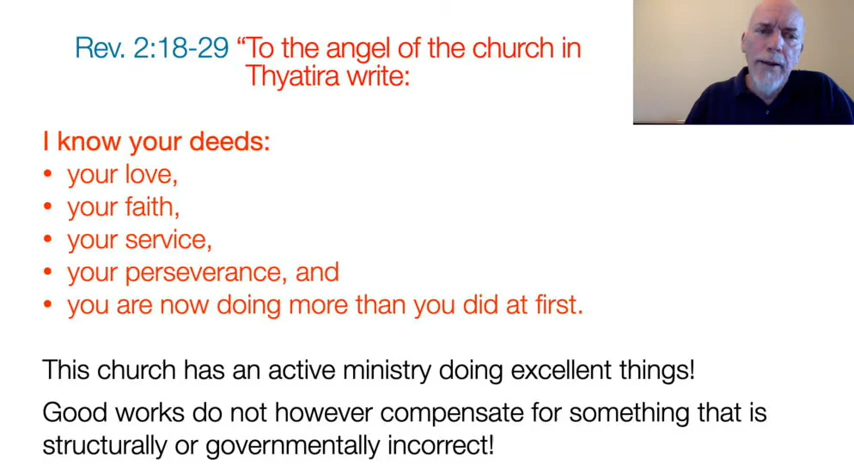 Rev. 2:18-29 “To the angel of the church in
Thyatira write:
I know your deeds:
• your love,
• your faith,
• your service,
• your perseverance, and
• you are now doing more than you did at first.
This church has an active ministry doing excellent things!
Good works do not however compensate for something that is
structurally or governmentally incorrect!